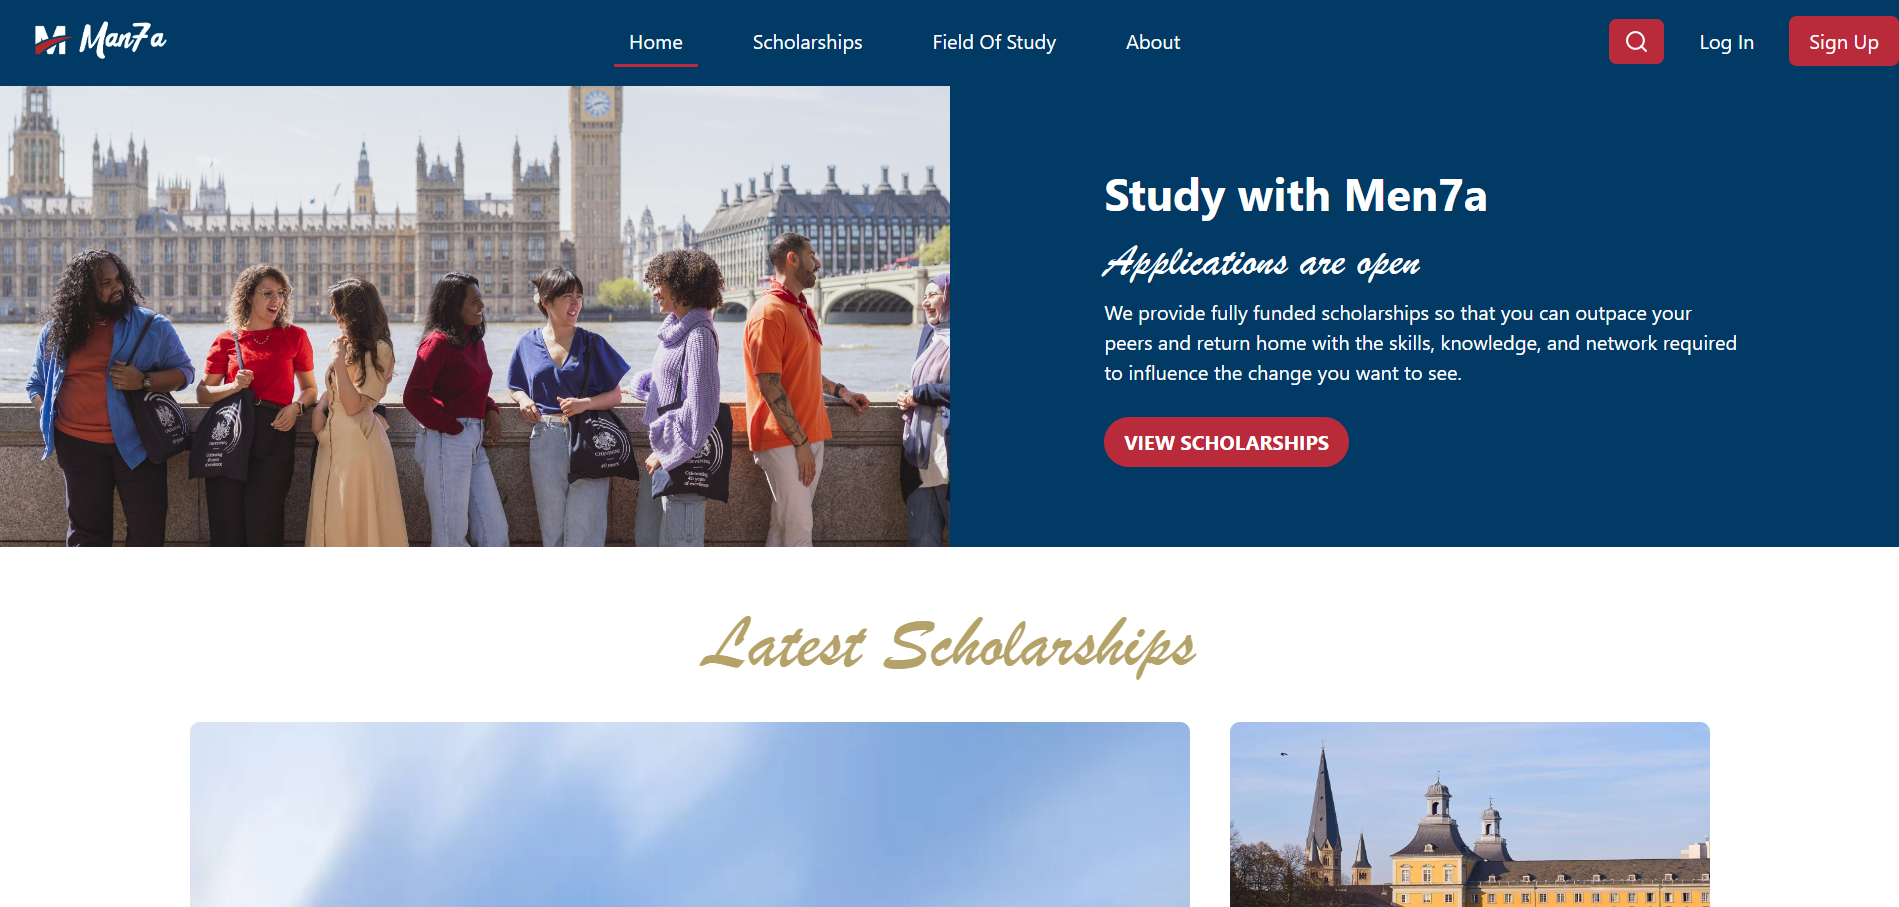 Man7a
Home
Scholarships
Field Of Study
About
Log In
Sign Up
Study with Men7a
Applications are open
We provide fully funded scholarships so that you can outpace your
peers and return home with the skills, knowledge, and network required
to influence the change you want to see.
VIEW SCHOLARSHIPS
Latest Scholarships